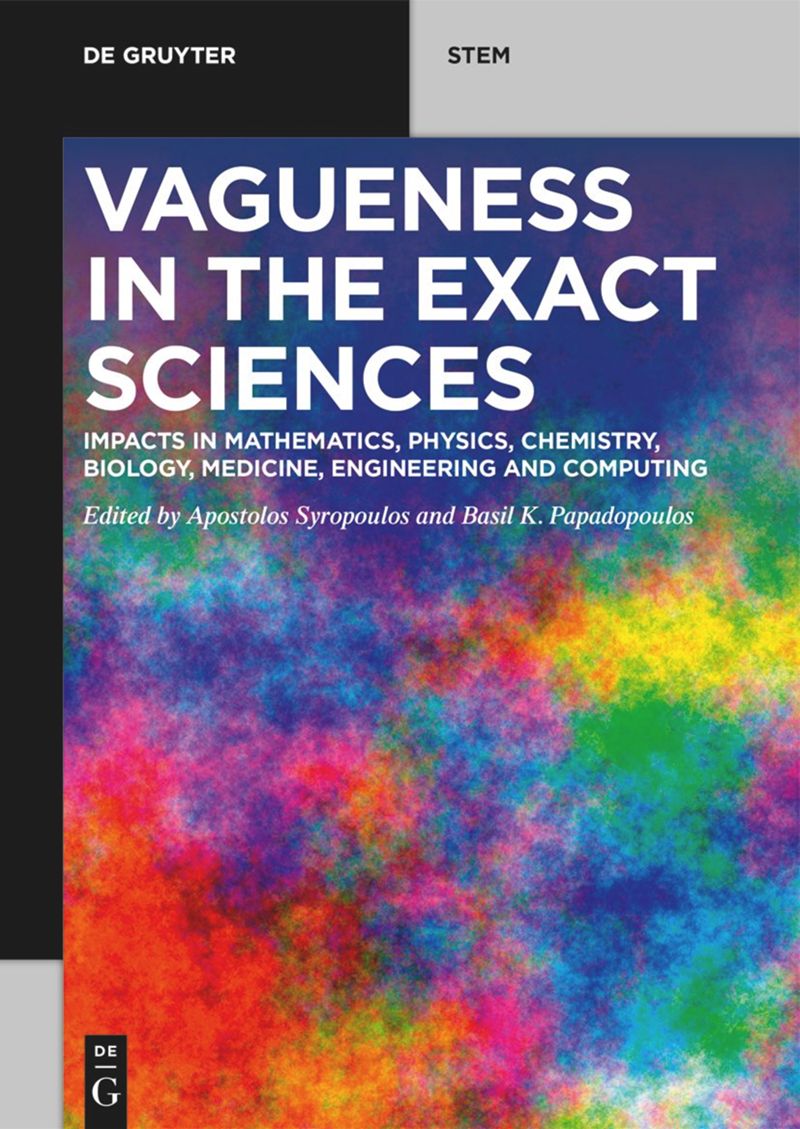 DE GRUYTER
STEM
VAGUENESS
IN THE EXACT
SCIENCES
IMPACTS IN MATHEMATICS, PHYSICS, CHEMISTRY,
BIOLOGY, MEDICINE, ENGINEERING AND COMPUTING
Edited by Apostolos Syropoulos and Basil K. Papadopoulos
DE
G